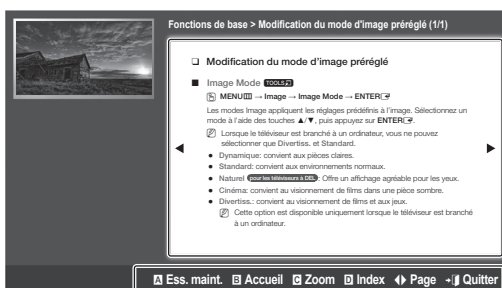 Fonctions de base > Modification du mode d'image préréglé (1/1)
❑ Modification du mode d'image préréglé
■ Image Mode TOOLS
MENU → Image → Image Mode → ENTER
Les modes Image appliquent les réglages prédéfinis à l'image. Sélectionnez un
mode à l'aide des touches ▲/▼, puis appuyez sur ENTER.
Lorsque le téléviseur est branché à un ordinateur, vous ne pouvez
sélectionner que Divertiss. et Standard.
● Dynamique: convient aux pièces claires.
● Standard: convient aux environnements normaux.
● Naturel pour les téléviseurs à DEL : Offre un affichage agréable pour les yeux.
● Cinéma: convient au visionnement de films dans une pièce sombre.
● Divertiss.: convient au visionnement de films et aux jeux.
Cette option est disponible uniquement lorsque le téléviseur est branché
à un ordinateur.
A Ess. maint. B Accueil C Zoom D Index Page Quitter